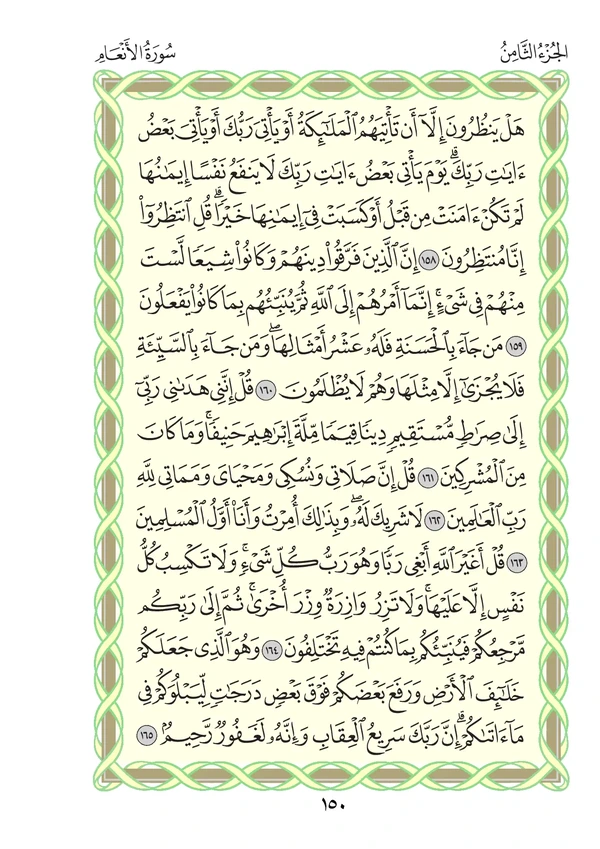 الجُزْءُ الثَّامِنُ سُورَةُ الأَنْعَامِ
هَلْ يَنظُرُونَ إِلَّآ أَن تَأْتِيَهُمُ ٱلْمَلَٰٓئِكَةُ أَوْ يَأْتِىَ رَبُّكَ أَوْ يَأْتِىَ بَعْضُ
ءَايَٰتِ رَبِّكَۗ يَوْمَ يَأْتِى بَعْضُ ءَايَٰتِ رَبِّكَ لَا يَنفَعُ نَفْسًا إِيمَٰنُهَا
لَمْ تَكُنْ ءَامَنَتْ مِن قَبْلُ أَوْ كَسَبَتْ فِىٓ إِيمَٰنِهَا خَيْرًاۗ قُلِ ٱنتَظِرُوٓا۟
إِنَّا مُنتَظِرُونَ ١٥٨ إِنَّ ٱلَّذِينَ فَرَّقُوا۟ دِينَهُمْ وَكَانُوا۟ شِيَعًا لَّسْتَ
مِنْهُمْ فِى شَىْءٍۚ إِنَّمَآ أَمْرُهُمْ إِلَى ٱللَّهِ ثُمَّ يُنَبِّئُهُم بِمَا كَانُوا۟ يَفْعَلُونَ
١٥٩ مَن جَآءَ بِٱلْحَسَنَةِ فَلَهُۥ عَشْرُ أَمْثَالِهَاۖ وَمَن جَآءَ بِٱلسَّيِّئَةِ
فَلَا يُجْزَىٰٓ إِلَّا مِثْلَهَا وَهُمْ لَا يُظْلَمُونَ ١٦٠ قُلْ إِنَّنِى هَدَىٰنِى رَبِّىٓ
إِلَىٰ صِرَٰطٍ مُّسْتَقِيمٍ دِينًا قِيَمًا مِّلَّةَ إِبْرَٰهِيمَ حَنِيفًاۚ وَمَا كَانَ
مِنَ ٱلْمُشْرِكِينَ ١٦١ قُلْ إِنَّ صَلَاتِى وَنُسُكِى وَمَحْيَاىَ وَمَمَاتِى لِلَّهِ
رَبِّ ٱلْعَٰلَمِينَ ١٦٢ لَا شَرِيكَ لَهُۥۖ وَبِذَٰلِكَ أُمِرْتُ وَأَنَا۠ أَوَّلُ ٱلْمُسْلِمِينَ
١٦٣ قُلْ أَغَيْرَ ٱللَّهِ أَبْغِى رَبًّا وَهُوَ رَبُّ كُلِّ شَىْءٍۚ وَلَا تَكْسِبُ كُلُّ
نَفْسٍ إِلَّا عَلَيْهَاۚ وَلَا تَزِرُ وَازِرَةٌ وِزْرَ أُخْرَىٰۚ ثُمَّ إِلَىٰ رَبِّكُم
مَّرْجِعُكُمْ فَيُنَبِّئُكُم بِمَا كُنتُمْ فِيهِ تَخْتَلِفُونَ ١٦٤ وَهُوَ ٱلَّذِى جَعَلَكُمْ
خَلَٰٓئِفَ ٱلْأَرْضِ وَرَفَعَ بَعْضَكُمْ فَوْقَ بَعْضٍ دَرَجَٰتٍ لِّيَبْلُوَكُمْ فِى
مَآ ءَاتَىٰكُمْۗ إِنَّ رَبَّكَ سَرِيعُ ٱلْعِقَابِ وَإِنَّهُۥ لَغَفُورٌ رَّحِيمٌۢ ١٦٥
١٥٠